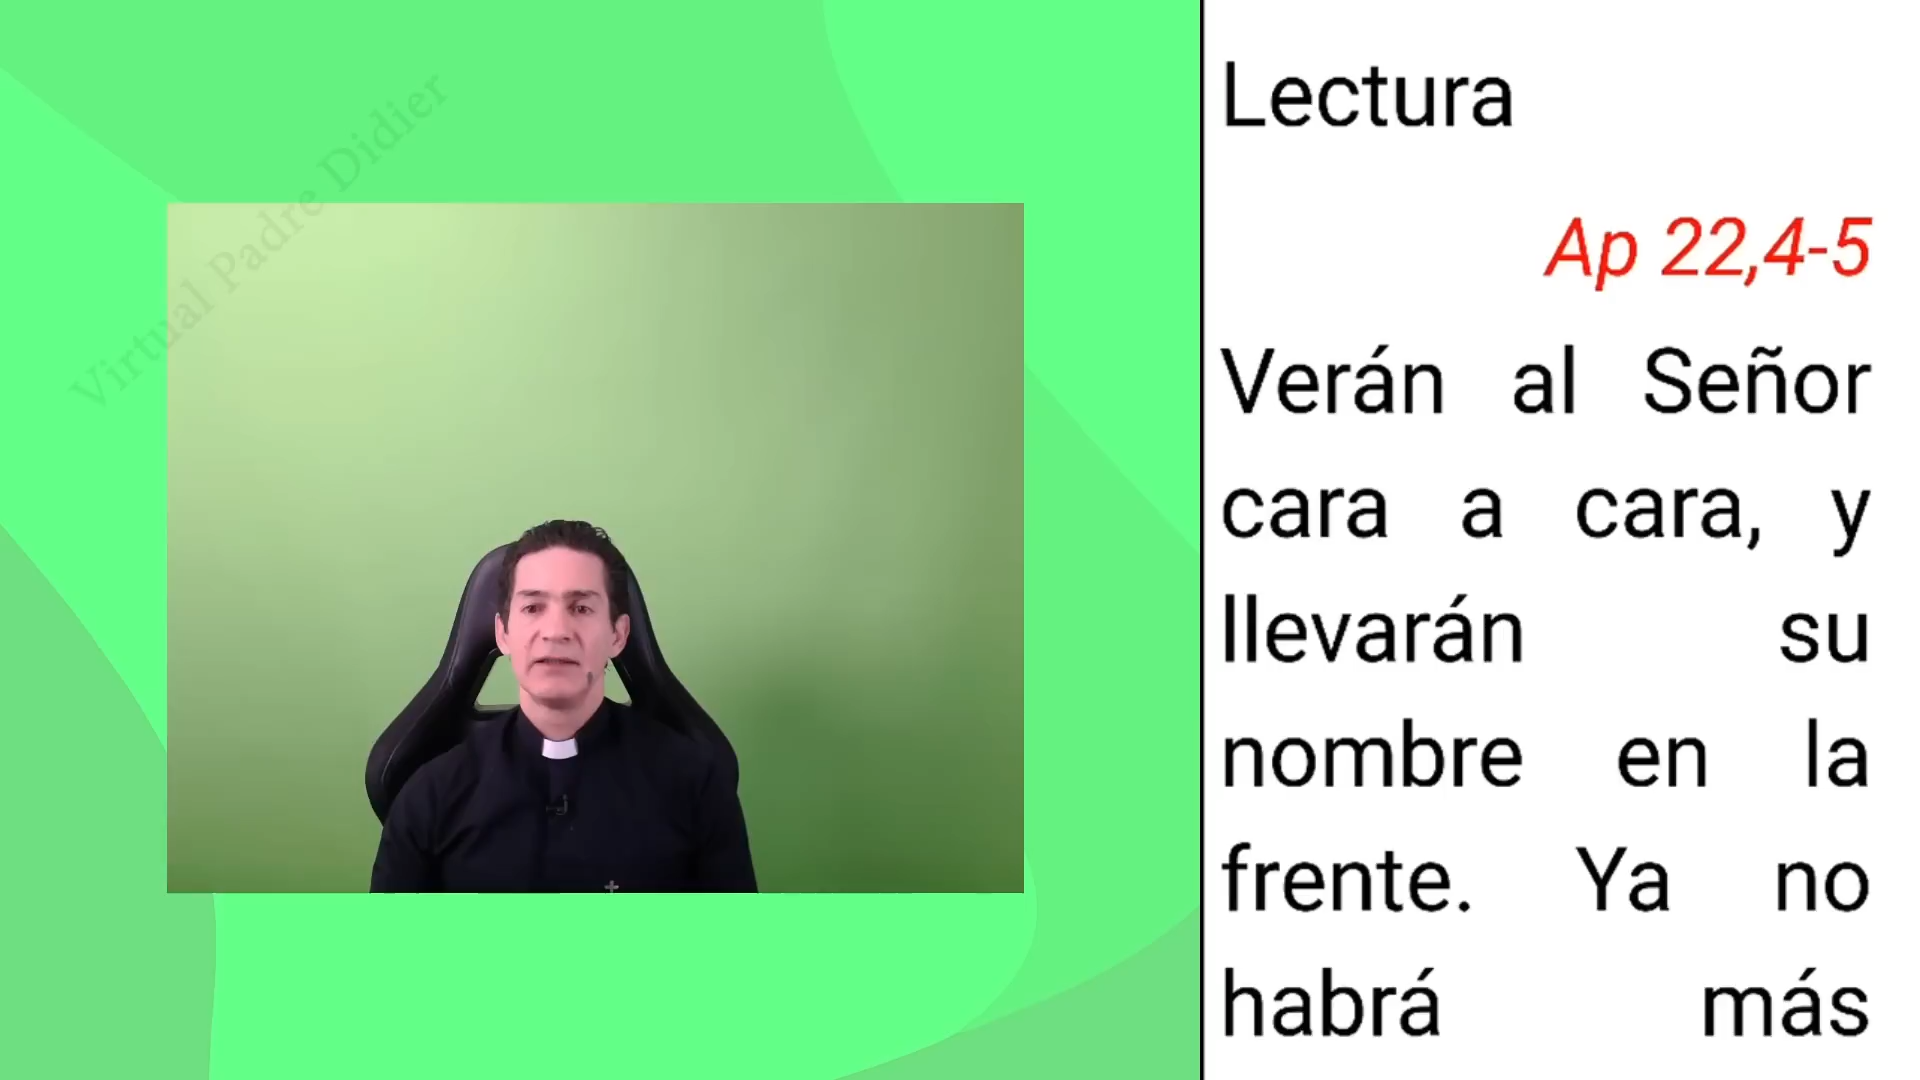 Virtual Padre Didier
Lectura
Ap 22,4-5
Verán al Señor
cara a cara, y
llevarán su
nombre en la
frente. Ya no
habrá más